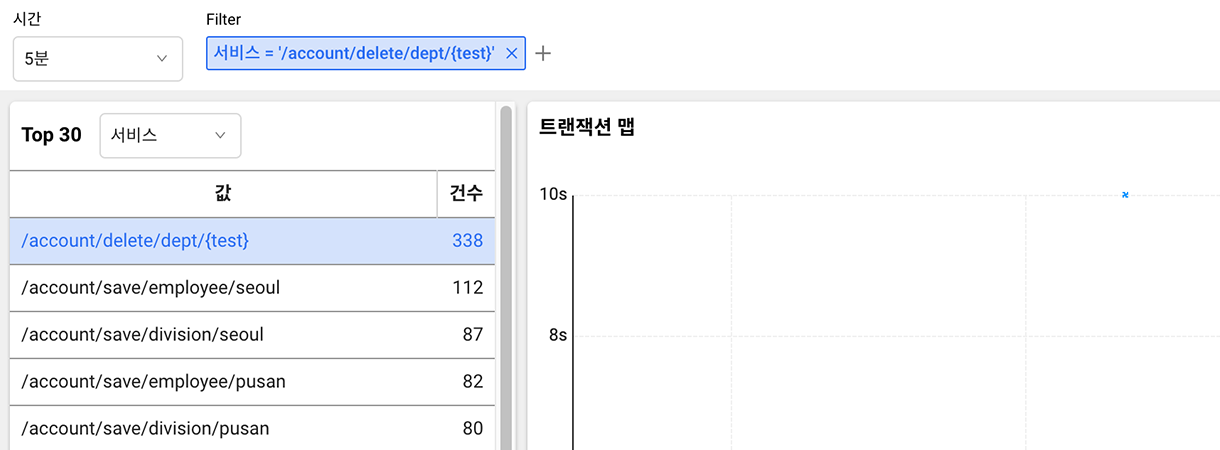 시간
Filter
5분
서비스 = '/account/delete/dept/{test}'
Top 30
서비스
값 건수
/account/delete/dept/{test} 338
/account/save/employee/seoul 112
/account/save/division/seoul 87
/account/save/employee/pusan 82
/account/save/division/pusan 80
트랜잭션 맵
10s
8s